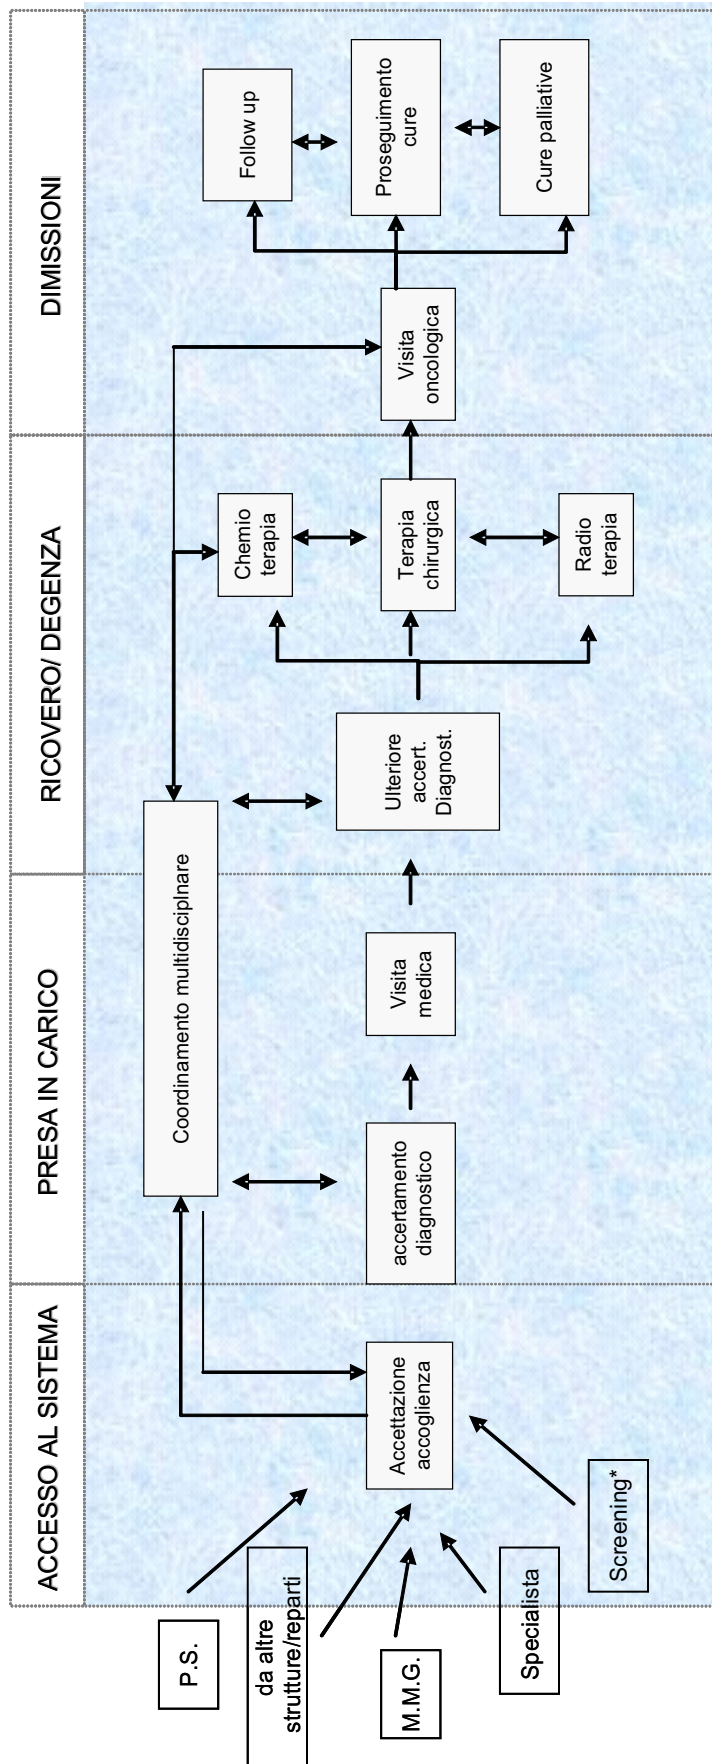 ACCESSO AL SISTEMA
PRESA IN CARICO
RICOVERO/ DEGENZA
DIMISSIONI
P.S.
da altre
strutture/reparti
M.M.G.
Specialista
Screening*
Accettazione
accoglienza
Coordinamento multidisciplnare
accertamento
diagnostico
Visita
medica
Ulteriore
accert.
Diagnost.
Chemio
terapia
Terapia
chirurgica
Radio
terapia
Visita
oncologica
Follow up
Proseguimento
cure
Cure palliative